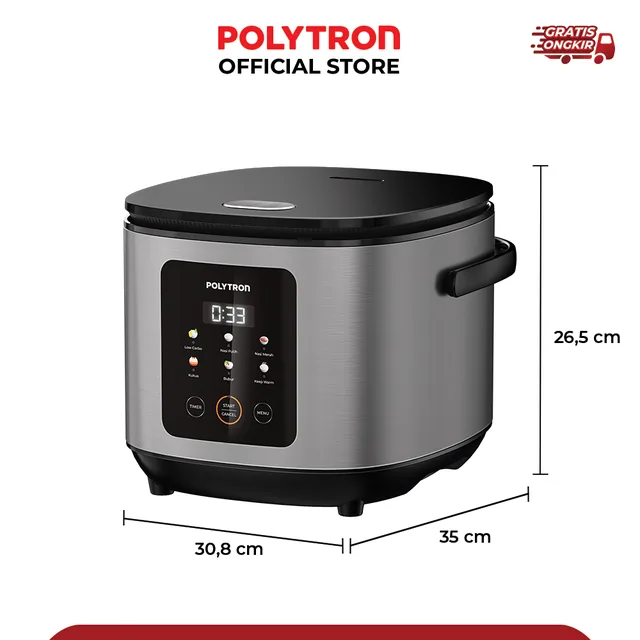 POLYTRON
OFFICIAL STORE
GRATIS
ONGKIR
POLYTRON
0:33
Low Carbo
Nasi Putih
Nasi Merah
Kukus
Bubur
Keep Warm
TIMER
START
CANCEL
MENU
26,5 cm
30,8 cm
35 cm